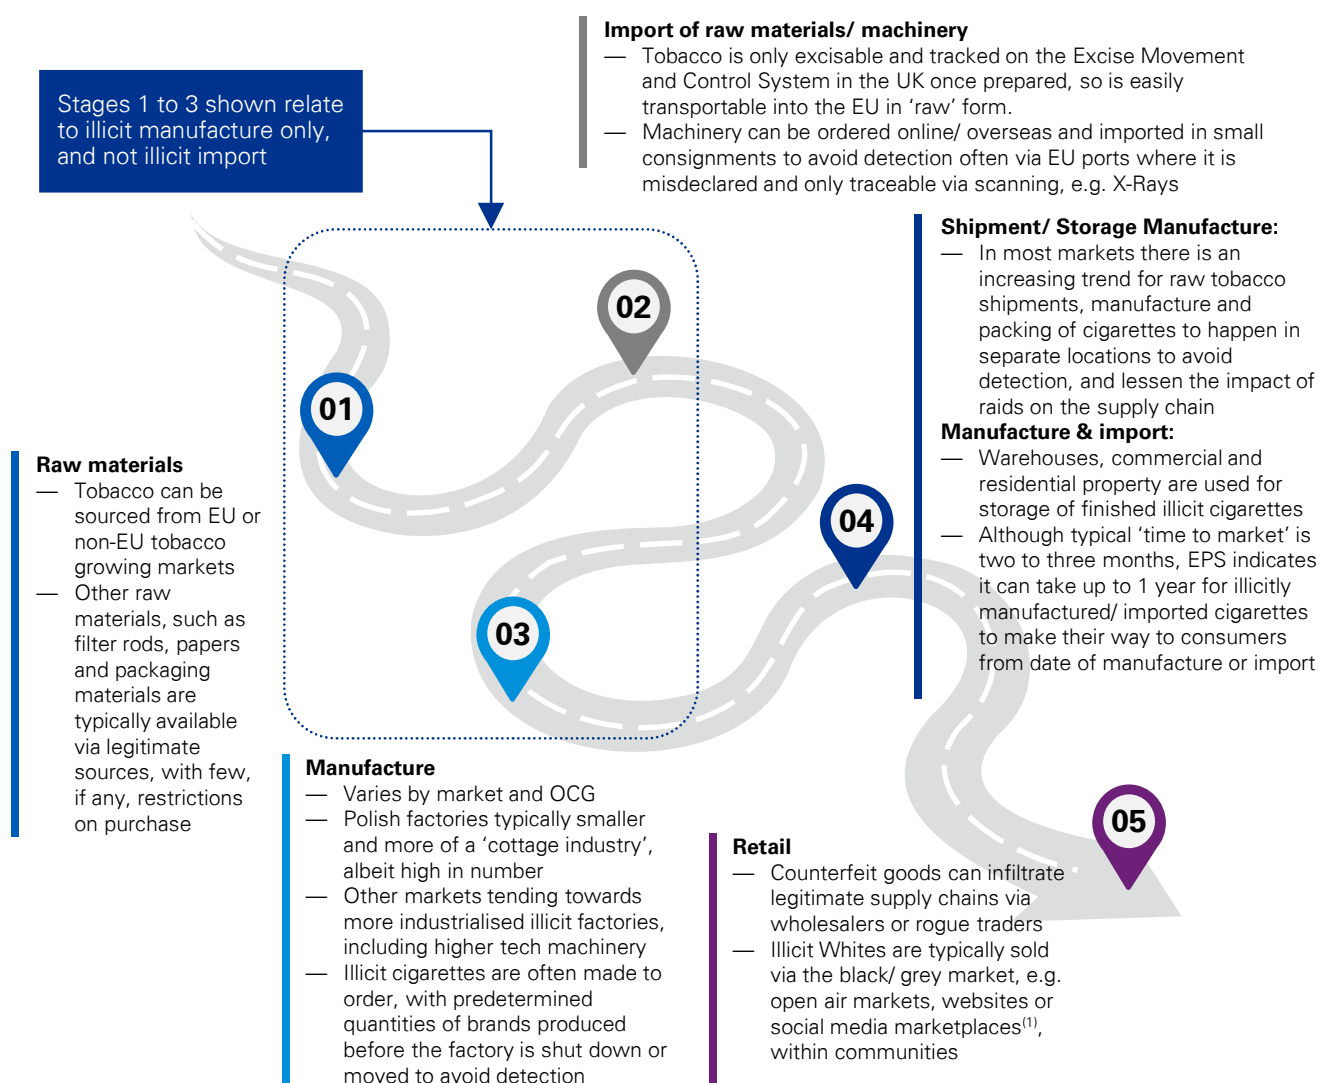 Import of raw materials/ machinery
— Tobacco is only excisable and tracked on the Excise Movement
and Control System in the UK once prepared, so is easily
transportable into the EU in ‘raw’ form.
— Machinery can be ordered online/ overseas and imported in small
consignments to avoid detection often via EU ports where it is
misdeclared and only traceable via scanning, e.g. X-Rays
Stages 1 to 3 shown relate
to illicit manufacture only,
and not illicit import
Shipment/ Storage Manufacture:
— In most markets there is an
increasing trend for raw tobacco
shipments, manufacture and
packing of cigarettes to happen in
separate locations to avoid
detection, and lessen the impact of
raids on the supply chain
Manufacture & import:
— Warehouses, commercial and
residential property are used for
storage of finished illicit cigarettes
— Although typical ‘time to market’ is
two to three months, EPS indicates
it can take up to 1 year for illicitly
manufactured/ imported cigarettes
to make their way to consumers
from date of manufacture or import
02
01
04
03
05
Raw materials
— Tobacco can be
sourced from EU or
non-EU tobacco
growing markets
— Other raw
materials, such as
filter rods, papers
and packaging
materials are
typically available
via legitimate
sources, with few,
if any, restrictions
on purchase
Manufacture
— Varies by market and OCG
— Polish factories typically smaller
and more of a ‘cottage industry’,
albeit high in number
— Other markets tending towards
more industrialised illicit factories,
including higher tech machinery
— Illicit cigarettes are often made to
order, with predetermined
quantities of brands produced
before the factory is shut down or
moved to avoid detection
Retail
— Counterfeit goods can infiltrate
legitimate supply chains via
wholesalers or rogue traders
— Illicit Whites are typically sold
via the black/ grey market, e.g.
open air markets, websites or
social media marketplaces(1),
within communities